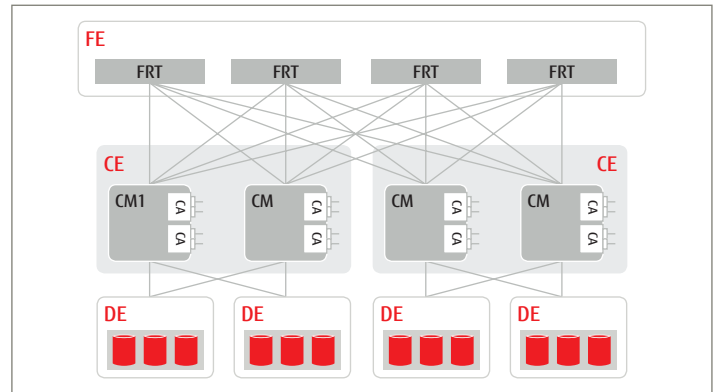 FE
FRT FRT FRT FRT
CE CE
CM1 CA CM CA CM CA CM CA
CA CA CA CA
DE DE DE DE